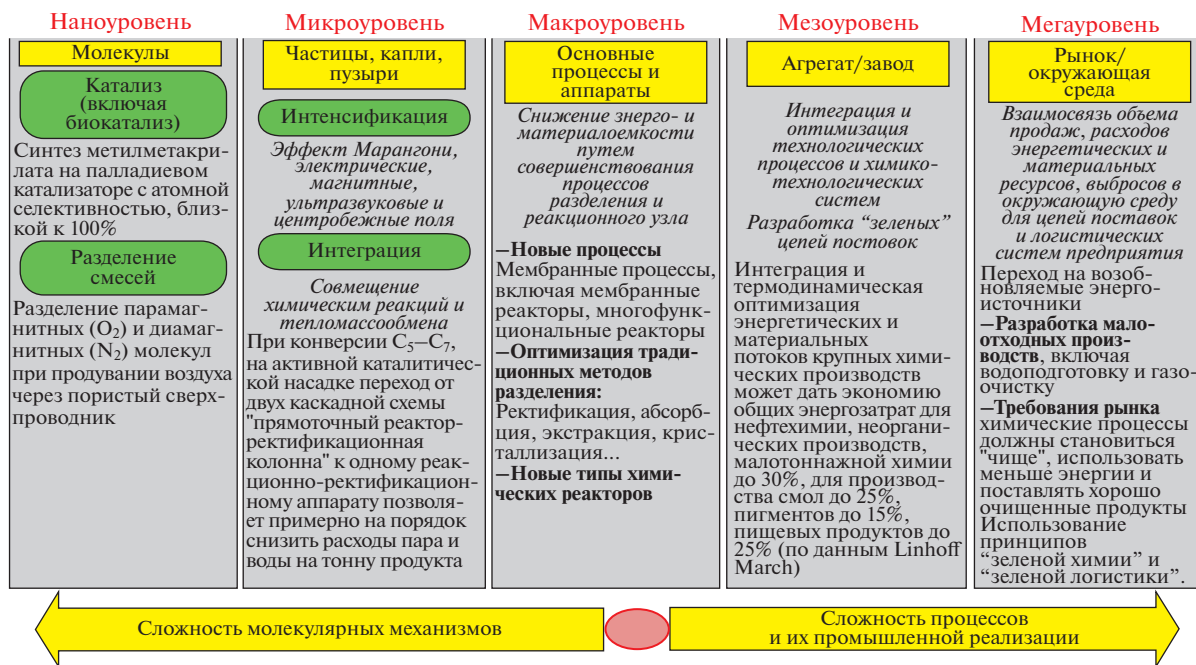 Наноуровень
Молекулы
Катализ
(включая
биокатализ)
Синтез метилметакри-
лата на палладиевом
катализаторе с атомной
селективностью, близ-
кой к 100%
Разделение
смесей
Разделение парамаг-
нитных (O₂) и диамаг-
нитных (N₂) молекул
при продувании воздуха
через пористый сверх-
проводник
Микроуровень
Частицы, капли,
пузыри
Интенсификация
Эффект Марангони,
электрические,
магнитные,
ультразвуковые и
центробежные поля
Интеграция
Совмещение
химическим реакций и
тепломассообмена
При конверсии C₅–C₇,
на активной каталитиче-
ской насадке переход от
двух каскадной схемы
"прямоточный реактор-
ректификационная
колонна" к одному реак-
ционно-ректификацион-
ному аппарату позволя-
ет примерно на порядок
снизить расходы пара и
воды на тонну продукта
Макроуровень
Основные
процессы и
аппараты
Снижение знерго- и
материалоемкости
путем
совершенствования
процессов
разделения и
реакционного узла
–Новые процессы
Мембранные процессы,
включая мембранные
реакторы, многофунк-
циональные реакторы
–Оптимизация тради-
ционных методов
разделения:
Ректификация, абсорб-
ция, экстракция, крис-
таллизация...
–Новые типы хими-
ческих реакторов
Мезоуровень
Агрегат/завод
Интеграция и
оптимизация
технологических
процессов и химико-
технологических
систем
Разработка “зеленых”
цепей постовок
Интеграция и
термодинамическая
оптимизация
энергетических и
материальных
потоков крупных хими-
ческих производств
может дать экономию
общих энергозатрат для
нефтехимии, неорганi-
ческих производств,
малотоннажной химии
до 30%, для производ-
ства смол до 25%,
пигментов до 15%,
пищевых продуктов до
25% (по данным Linhoff
March)
Мегауровень
Рынок/
окружающая
среда
Взаимосвязь объема
продаж, расходов
энергетических и
материальных
ресурсов, выбросов в
окружающую среду
для цепей поставок
и логистических
систем предприятия
Переход на возоб-
новляемые энерго-
источники
–Разработка мало-
отходных произ-
водств, включая
водоподготовку и газо-
очистку
–Требования рынка
химические процессы
должны становиться
"чище", использовать
меньше энергии и
поставлять хорошо
очищенные продукты
Использование
принципов
“зеленой химии” и
“зеленой логистики”.
Сложность молекулярных механизмов
Сложность процессов
и их промышленной реализации